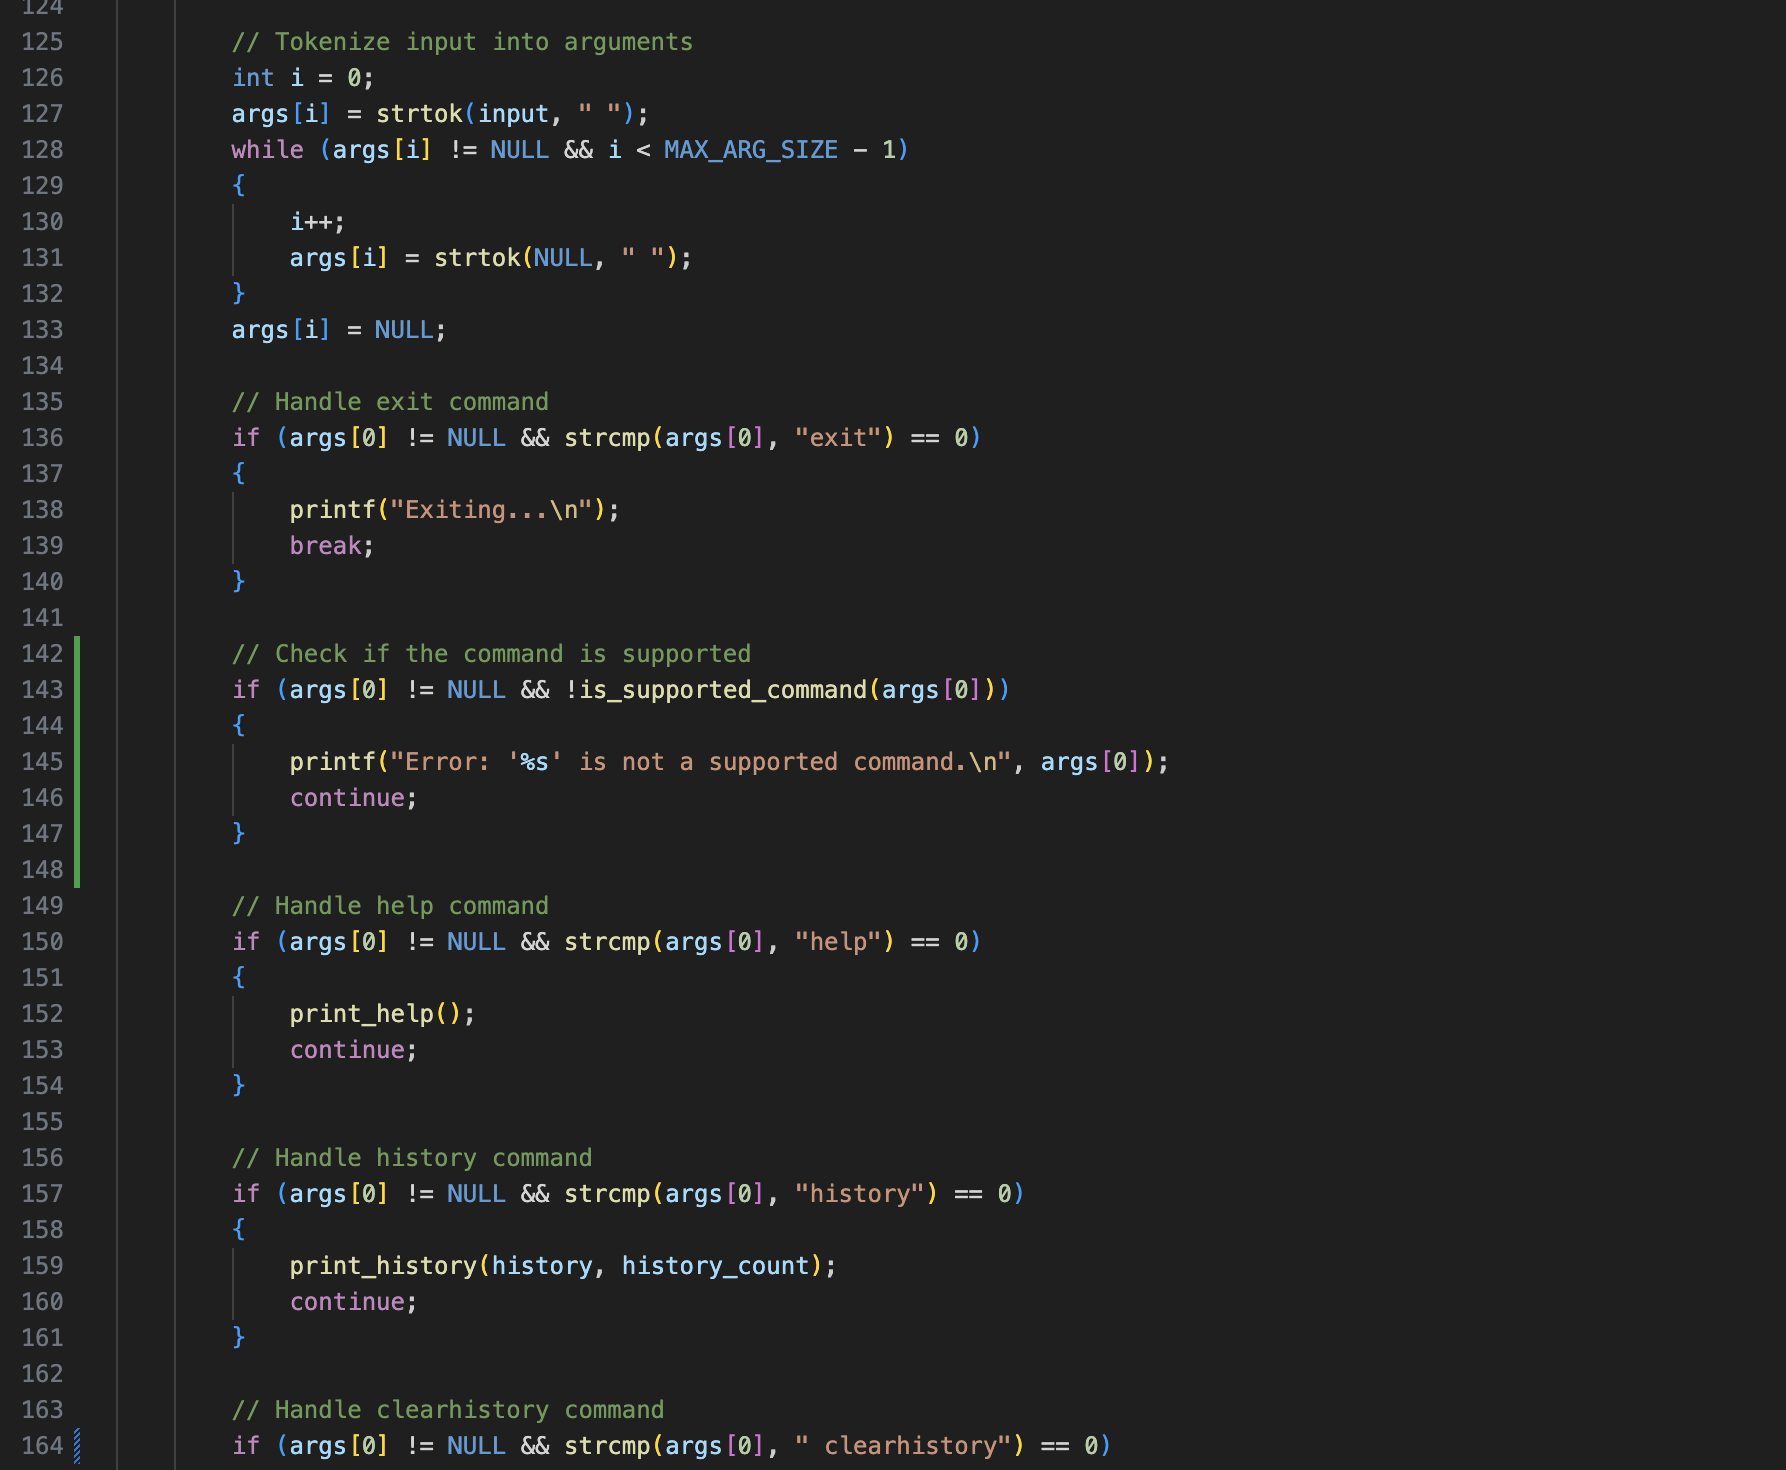 124
125 // Tokenize input into arguments
126 int i = 0;
127 args[i] = strtok(input, " ");
128 while (args[i] != NULL && i < MAX_ARG_SIZE - 1)
129 {
130 i++;
131 args[i] = strtok(NULL, " ");
132 }
133 args[i] = NULL;
134
135 // Handle exit command
136 if (args[0] != NULL && strcmp(args[0], "exit") == 0)
137 {
138 printf("Exiting...\n");
139 break;
140 }
141
142 // Check if the command is supported
143 if (args[0] != NULL && !is_supported_command(args[0]))
144 {
145 printf("Error: '%s' is not a supported command.\n", args[0]);
146 continue;
147 }
148
149 // Handle help command
150 if (args[0] != NULL && strcmp(args[0], "help") == 0)
151 {
152 print_help();
153 continue;
154 }
155
156 // Handle history command
157 if (args[0] != NULL && strcmp(args[0], "history") == 0)
158 {
159 print_history(history, history_count);
160 continue;
161 }
162
163 // Handle clearhistory command
164 if (args[0] != NULL && strcmp(args[0], " clearhistory") == 0)